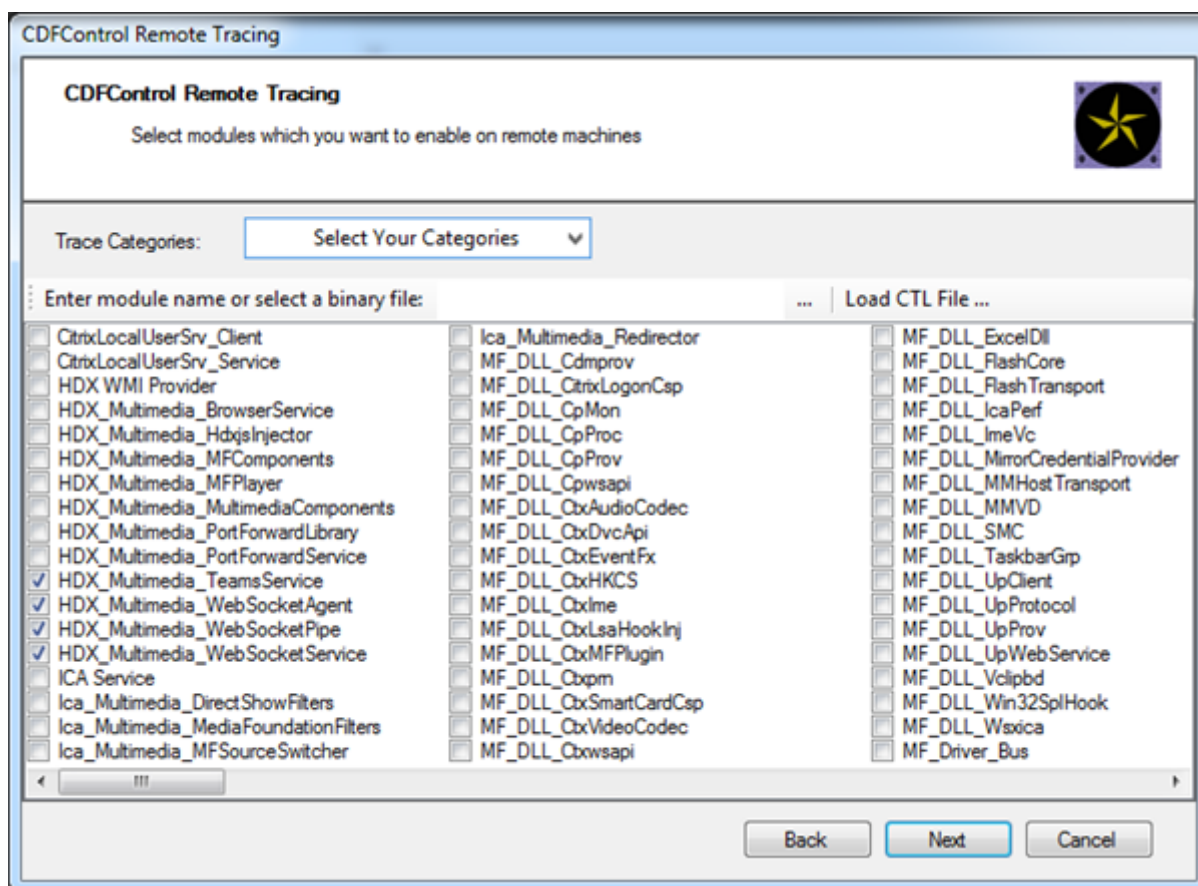 CDFControl Remote Tracing
CDFControl Remote Tracing
Select modules which you want to enable on remote machines
Trace Categories: Select Your Categories
Enter module name or select a binary file: ... Load CTL File ...
CitrixLocalUserSrv_Client
CitrixLocalUserSrv_Service
HDX WMI Provider
HDX_Multimedia_BrowserService
HDX_Multimedia_HdxjsInjector
HDX_Multimedia_MFComponents
HDX_Multimedia_MFPlayer
HDX_Multimedia_MultimediaComponents
HDX_Multimedia_PortForwardLibrary
HDX_Multimedia_PortForwardService
HDX_Multimedia_TeamsService
HDX_Multimedia_WebSocketAgent
HDX_Multimedia_WebSocketPipe
HDX_Multimedia_WebSocketService
ICA Service
Ica_Multimedia_DirectShowFilters
Ica_Multimedia_MediaFoundationFilters
Ica_Multimedia_MFSourceSwitcher
Ica_Multimedia_Redirector
MF_DLL_Cdmprov
MF_DLL_CitrixLogonCsp
MF_DLL_CpMon
MF_DLL_CpProc
MF_DLL_CpProv
MF_DLL_Cpwsapi
MF_DLL_CtxAudioCodec
MF_DLL_CtxDvcApi
MF_DLL_CtxEventFx
MF_DLL_CtxHKCS
MF_DLL_CtxIme
MF_DLL_CtxLsaHookInj
MF_DLL_CtxMFPlugin
MF_DLL_Ctxpm
MF_DLL_CtxSmartCardCsp
MF_DLL_CtxVideoCodec
MF_DLL_Ctxwsapi
MF_DLL_ExcelDll
MF_DLL_FlashCore
MF_DLL_FlashTransport
MF_DLL_IcaPerf
MF_DLL_ImeVc
MF_DLL_MirrorCredentialProvider
MF_DLL_MMHostTransport
MF_DLL_MMVD
MF_DLL_SMC
MF_DLL_TaskbarGrp
MF_DLL_UpClient
MF_DLL_UpProtocol
MF_DLL_UpProv
MF_DLL_UpWebService
MF_DLL_Vclipbd
MF_DLL_Win32SplHook
MF_DLL_Wsxica
MF_Driver_Bus
Back Next Cancel